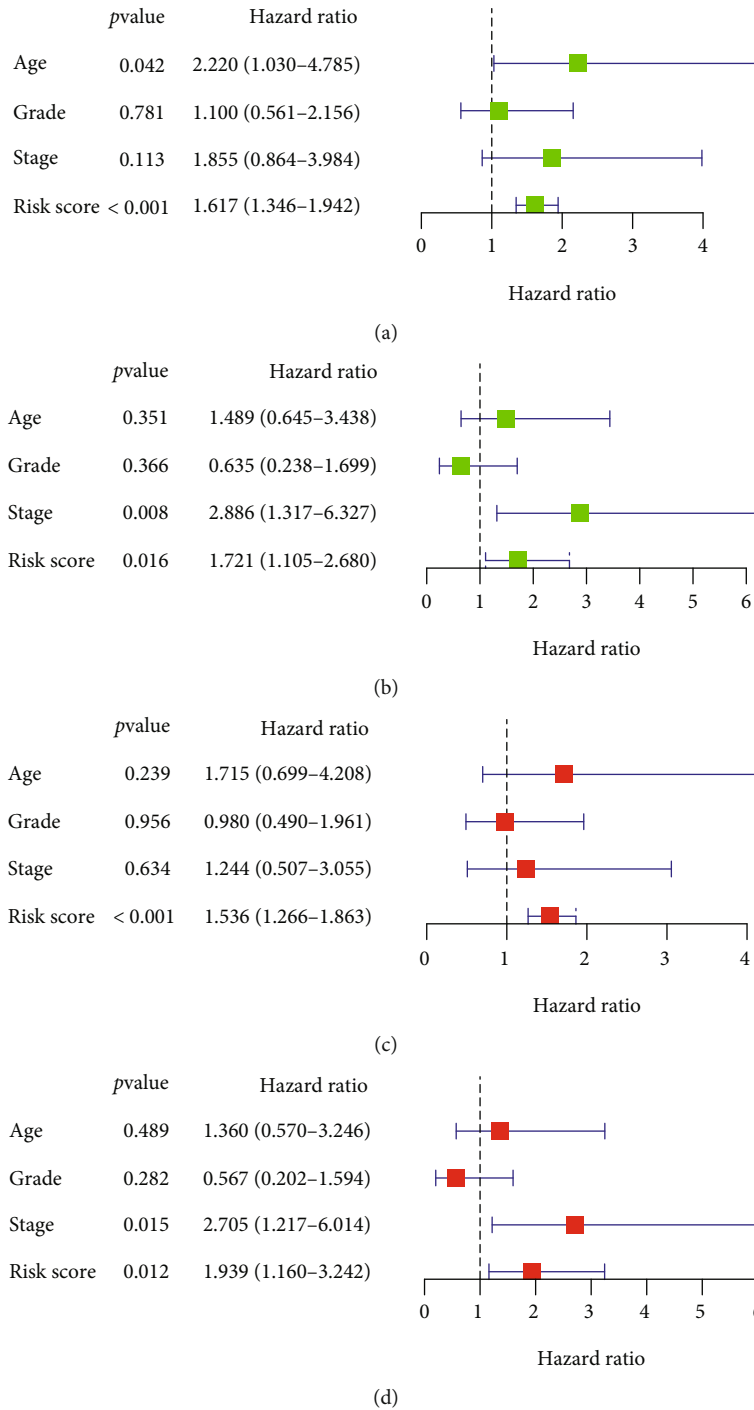 pvalue Hazard ratio
Age 0.042 2.220 (1.030–4.785)
Grade 0.781 1.100 (0.561–2.156)
Stage 0.113 1.855 (0.864–3.984)
Risk score < 0.001 1.617 (1.346–1.942)
0 1 2 3 4
Hazard ratio
(a)
pvalue Hazard ratio
Age 0.351 1.489 (0.645–3.438)
Grade 0.366 0.635 (0.238–1.699)
Stage 0.008 2.886 (1.317–6.327)
Risk score 0.016 1.721 (1.105–2.680)
0 1 2 3 4 5 6
Hazard ratio
(b)
pvalue Hazard ratio
Age 0.239 1.715 (0.699–4.208)
Grade 0.956 0.980 (0.490–1.961)
Stage 0.634 1.244 (0.507–3.055)
Risk score < 0.001 1.536 (1.266–1.863)
0 1 2 3 4
Hazard ratio
(c)
pvalue Hazard ratio
Age 0.489 1.360 (0.570–3.246)
Grade 0.282 0.567 (0.202–1.594)
Stage 0.015 2.705 (1.217–6.014)
Risk score 0.012 1.939 (1.160–3.242)
0 1 2 3 4 5 6
Hazard ratio
(d)